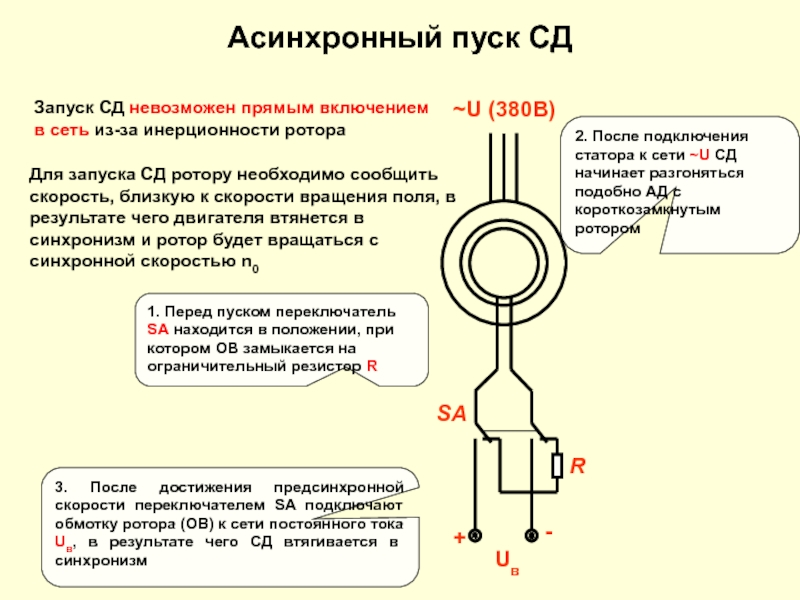 Асинхронный пуск СД
Запуск СД невозможен прямым включением
в сеть из-за инерционности ротора
Для запуска СД ротору необходимо сообщить
скорость, близкую к скорости вращения поля, в
результате чего двигателя втянется в
синхронизм и ротор будет вращаться с
синхронной скоростью n0
~U (380В)
2. После подключения
статора к сети ~U СД
начинает разгоняться
подобно АД с
короткозамкнутым
ротором
1. Перед пуском переключатель
SA находится в положении, при
котором ОВ замыкается на
ограничительный резистор R
SA
R
3. После достижения предсинхронной
скорости переключателем SA подключают
обмотку ротора (ОВ) к сети постоянного тока
Uв, в результате чего СД втягивается в
синхронизм
+
-
Uв